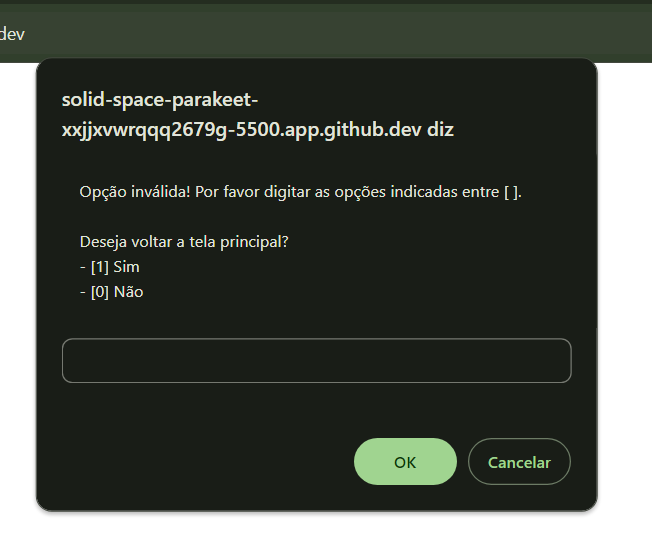 dev
solid-space-parakeet-
xxjjxvwrqqq2679g-5500.app.github.dev diz
Opção inválida! Por favor digitar as opções indicadas entre [ ].
Deseja voltar a tela principal?
- [1] Sim
- [0] Não
OK
Cancelar